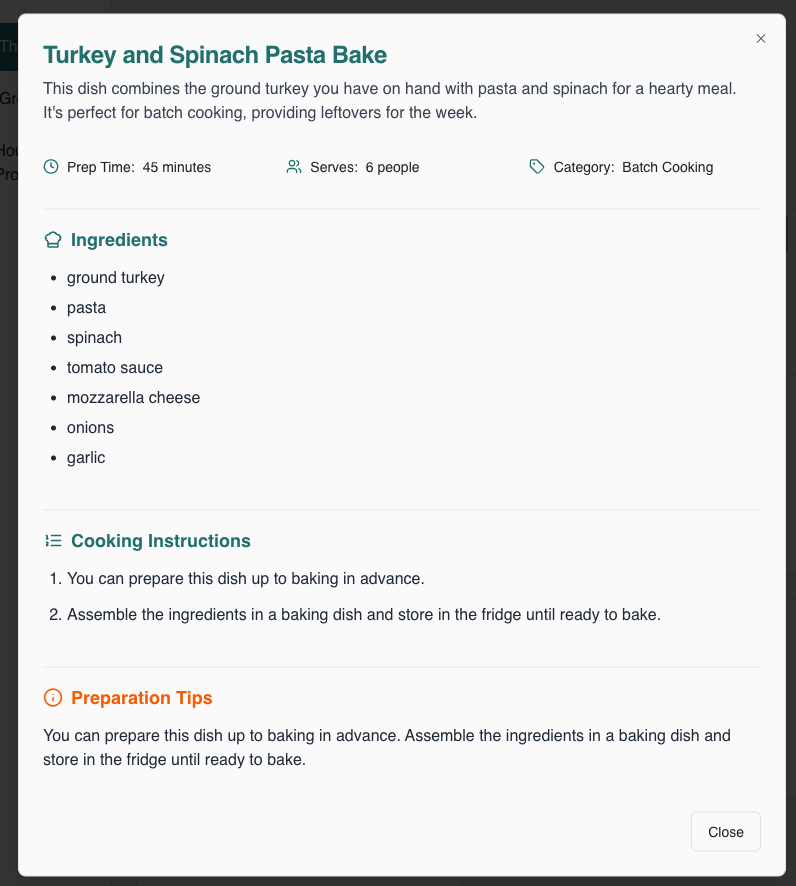 Turkey and Spinach Pasta Bake
This dish combines the ground turkey you have on hand with pasta and spinach for a hearty meal.
It's perfect for batch cooking, providing leftovers for the week.
Prep Time: 45 minutes
Serves: 6 people
Category: Batch Cooking
Ingredients
• ground turkey
• pasta
• spinach
• tomato sauce
• mozzarella cheese
• onions
• garlic
Cooking Instructions
1. You can prepare this dish up to baking in advance.
2. Assemble the ingredients in a baking dish and store in the fridge until ready to bake.
Preparation Tips
You can prepare this dish up to baking in advance. Assemble the ingredients in a baking dish and
store in the fridge until ready to bake.
Close